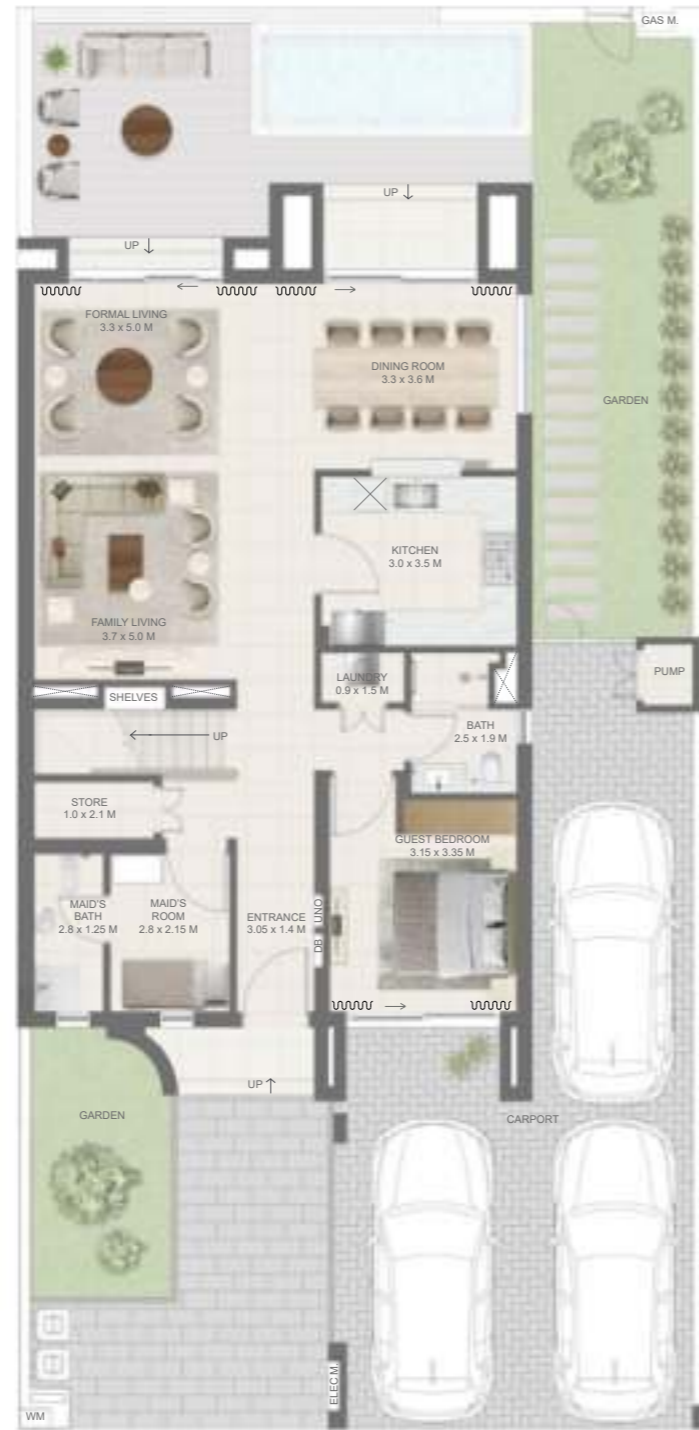 GAS M.
UP
UP
FORMAL LIVING
3.3 x 5.0 M
DINING ROOM
3.3 x 3.6 M
GARDEN
KITCHEN
3.0 x 3.5 M
FAMILY LIVING
3.7 x 5.0 M
LAUNDRY
0.9 x 1.5 M
PUMP
SHELVES
UP
BATH
2.5 x 1.9 M
STORE
1.0 x 2.1 M
GUEST BEDROOM
3.15 x 3.35 M
MAID'S
BATH
2.8 x 1.25 M
MAID'S
ROOM
2.8 x 2.15 M
ENTRANCE
3.05 x 1.4 M
DB
UNO
UP
GARDEN
CARPORT
ELEC M.
WM